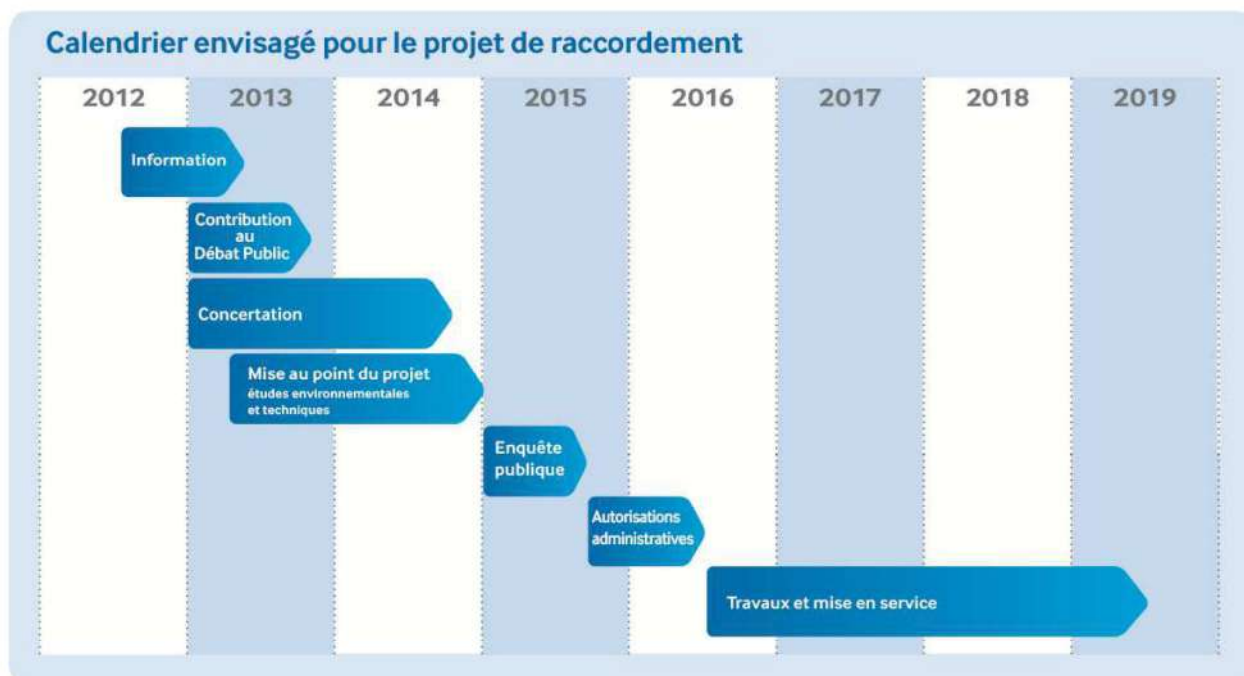 Calendrier envisagé pour le projet de raccordement
2012 2013 2014 2015 2016 2017 2018 2019
Information
Contribution
au
Débat Public
Concertation
Mise au point du projet
études environnementales
et techniques
Enquête
publique
Autorisations
administratives
Travaux et mise en service